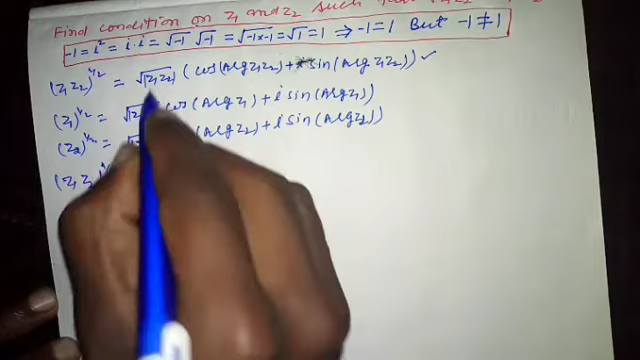 Find condition on z₁ and z₂ such
-1 = i² = i·i = √-1 √-1 = √-1×-1 = √1 = 1 ⇒ -1 = 1 But -1 ≠ 1
(z₁z₂)^½ = √|z₁z₂| (cos(Arg z₁z₂) + i sin(Arg z₁z₂)) ✓
(z₁)^½ = cos(Arg z₁) + i sin(Arg z₁))
(z₂)^½ = (Arg z₂) + i sin(Arg z₂))
(z₁ z₂